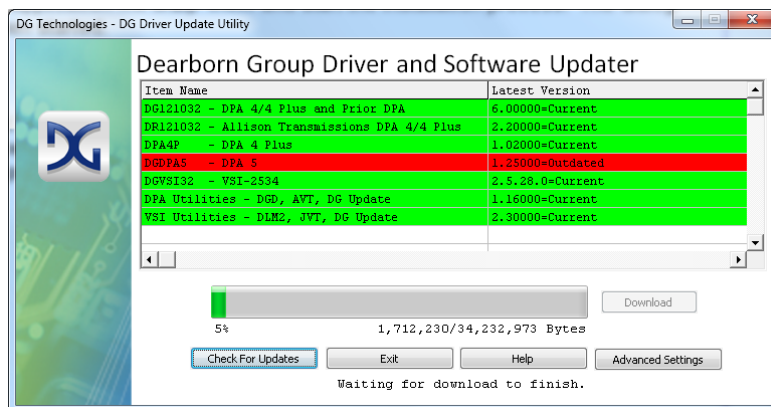 DG Technologies - DG Driver Update Utility
Dearborn Group Driver and Software Updater
Item Name Latest Version
DG121032 - DPA 4/4 Plus and Prior DPA 6.00000=Current
DR121032 - Allison Transmissions DPA 4/4 Plus 2.20000=Current
DPA4P - DPA 4 Plus 1.02000=Current
DGDPA5 - DPA 5 1.25000=Outdated
DGVSI32 - VSI-2534 2.5.28.0=Current
DPA Utilities - DGD, AVT, DG Update 1.16000=Current
VSI Utilities - DLM2, JVT, DG Update 2.30000=Current
DG
Download
5% 1,712,230/34,232,973 Bytes
Check For Updates Exit Help Advanced Settings
Waiting for download to finish.